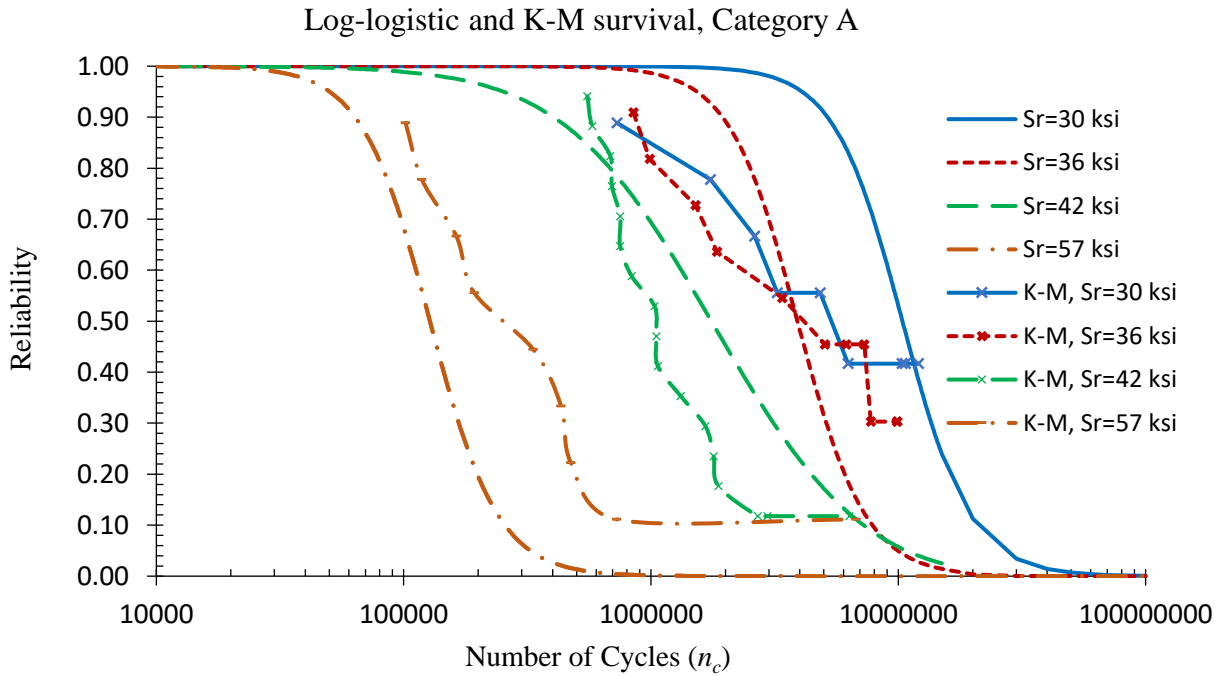 Log-logistic and K-M survival, Category A
1.00
0.90
0.80
0.70
0.60
0.50
0.40
0.30
0.20
0.10
0.00
Reliability
10000 100000 1000000 10000000 100000000
Number of Cycles (n_c)
Sr=30 ksi
Sr=36 ksi
Sr=42 ksi
Sr=57 ksi
K-M, Sr=30 ksi
K-M, Sr=36 ksi
K-M, Sr=42 ksi
K-M, Sr=57 ksi